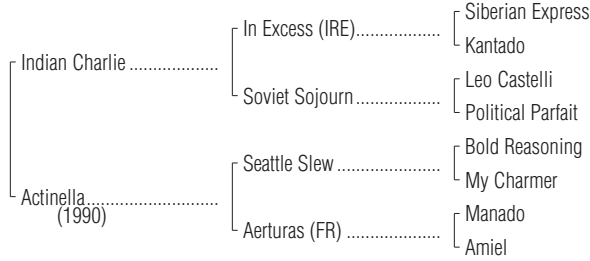 Siberian Express
In Excess (IRE)...................
Kantado
Indian Charlie ...................
Leo Castelli
Soviet Sojourn ...................
Political Parfait
Bold Reasoning
Seattle Slew .......................
My Charmer
Actinella............................
(1990)
Manado
Aerturas (FR) .....................
Amiel